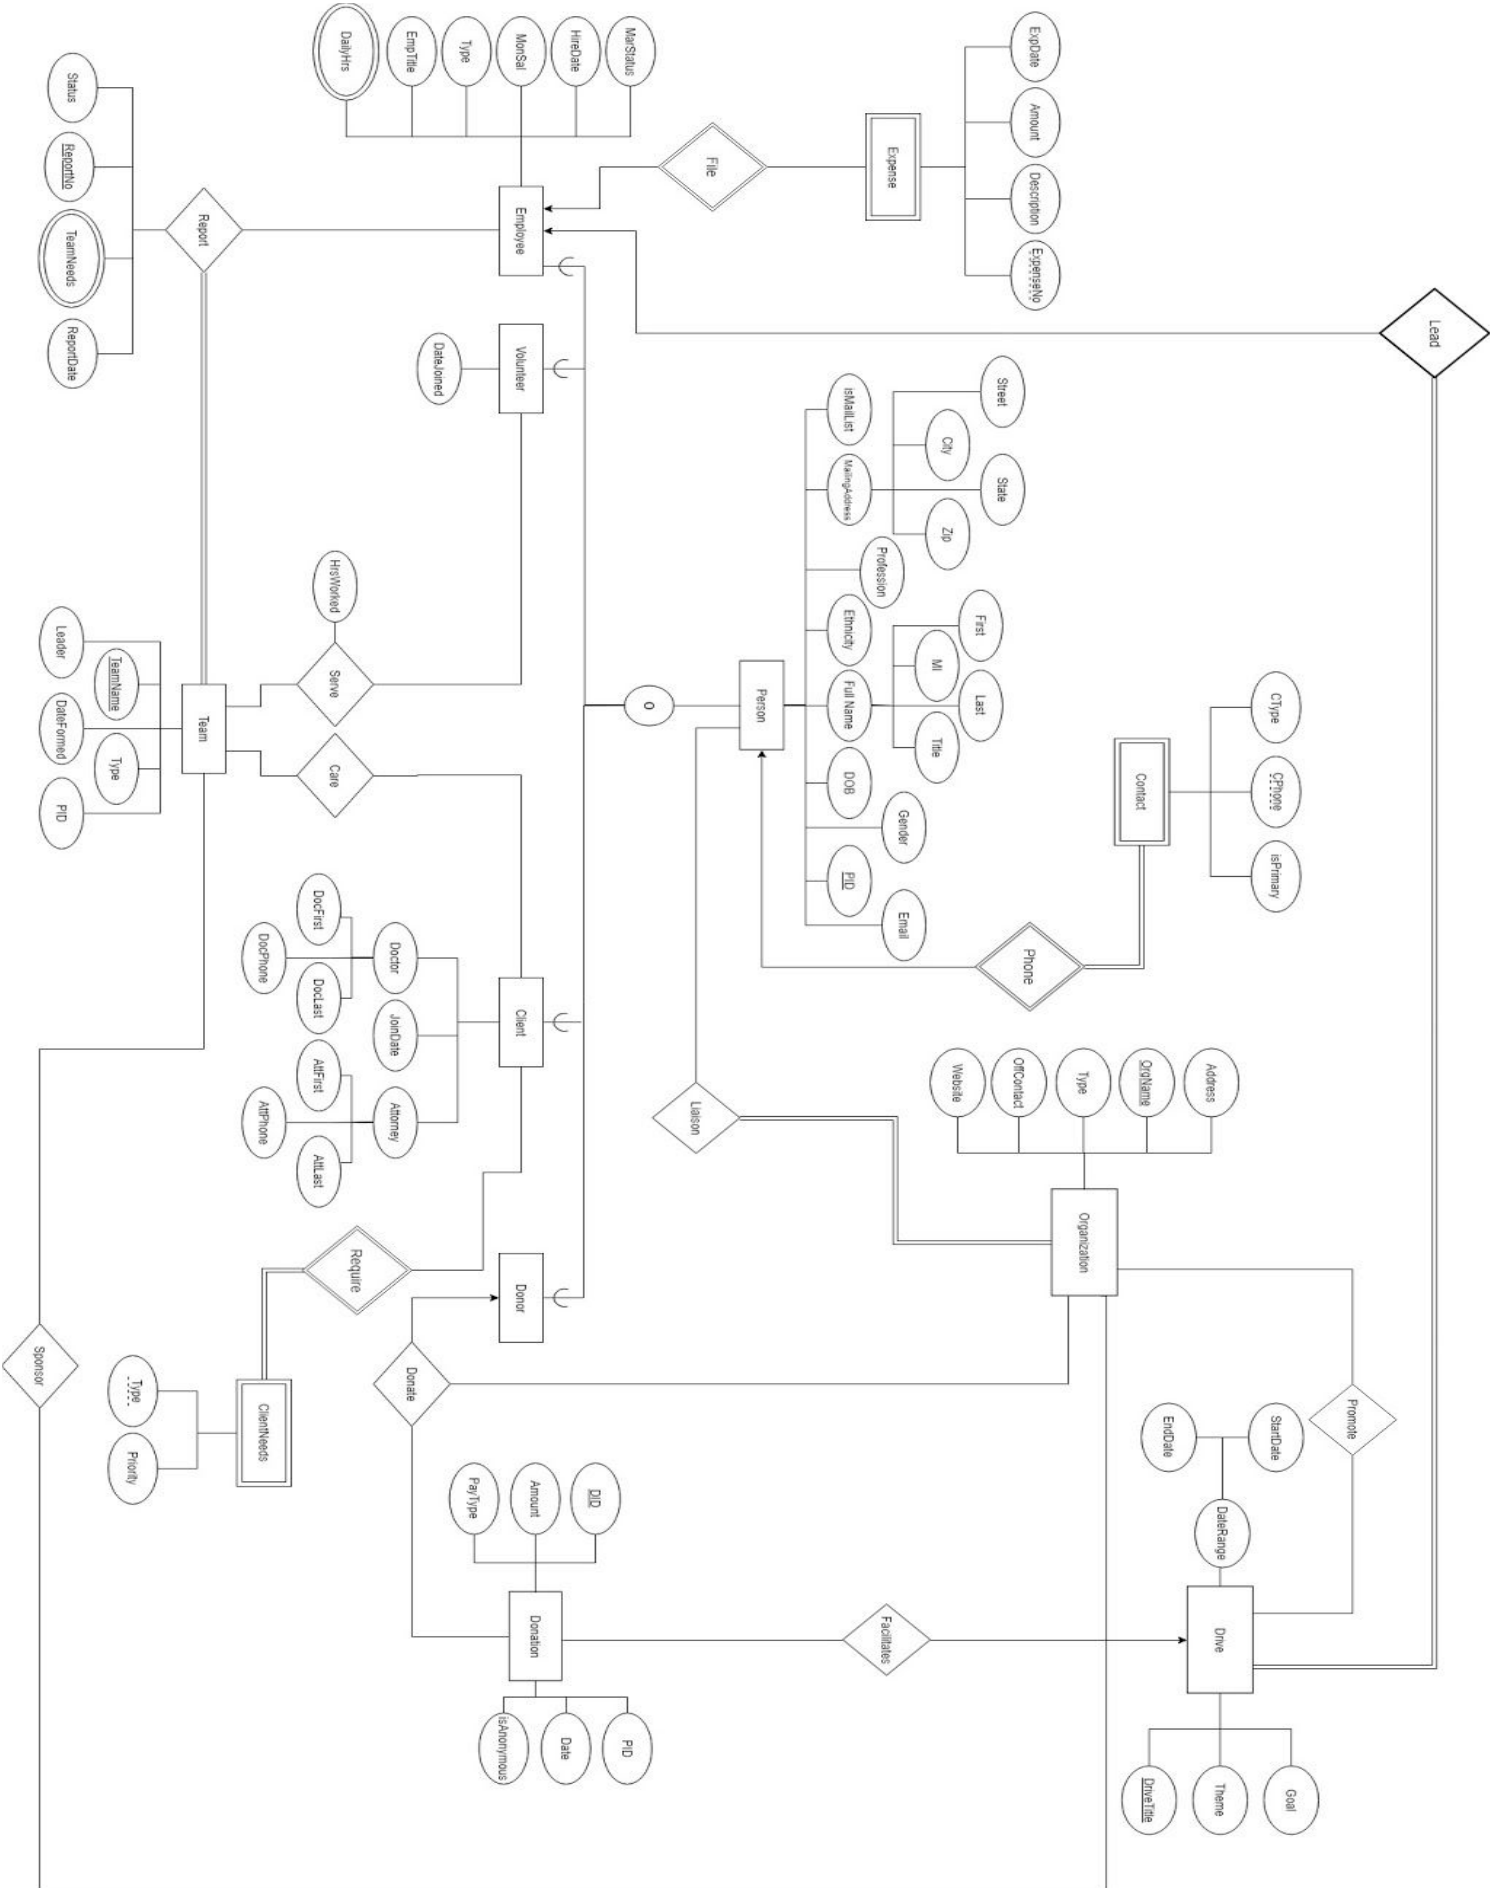 DailyHrs
EmpTitle
Type
MonSal
HireDate
MarStatus
ExpDate
Amount
Description
ExpenseNo
Expense
File
Employee
Status
ReportNo
TeamNeeds
ReportDate
Report
Lead
Volunteer
DateJoined
isMailList
MailingAddress
Street
City
State
Zip
Profession
Ethnicity
Full Name
First
MI
Last
Title
DOB
Gender
PID
Email
Person
O
CType
CPhone
isPrimary
Contact
Phone
HrsWorked
Serve
Care
Leader
TeamName
DateFormed
Type
PID
Team
DocFirst
DocPhone
DocLast
Doctor
JoinDate
Attorney
AttFirst
AttPhone
AttLast
Client
Liaison
Website
OffContact
Type
OrgName
Address
Organization
Require
Donor
Donate
Sponsor
Type
Priority
ClientNeeds
Promote
EndDate
StartDate
DateRange
PayType
Amount
DID
Donation
Facilitates
Drive
isAnonymous
Date
PID
DriveTitle
Theme
Goal